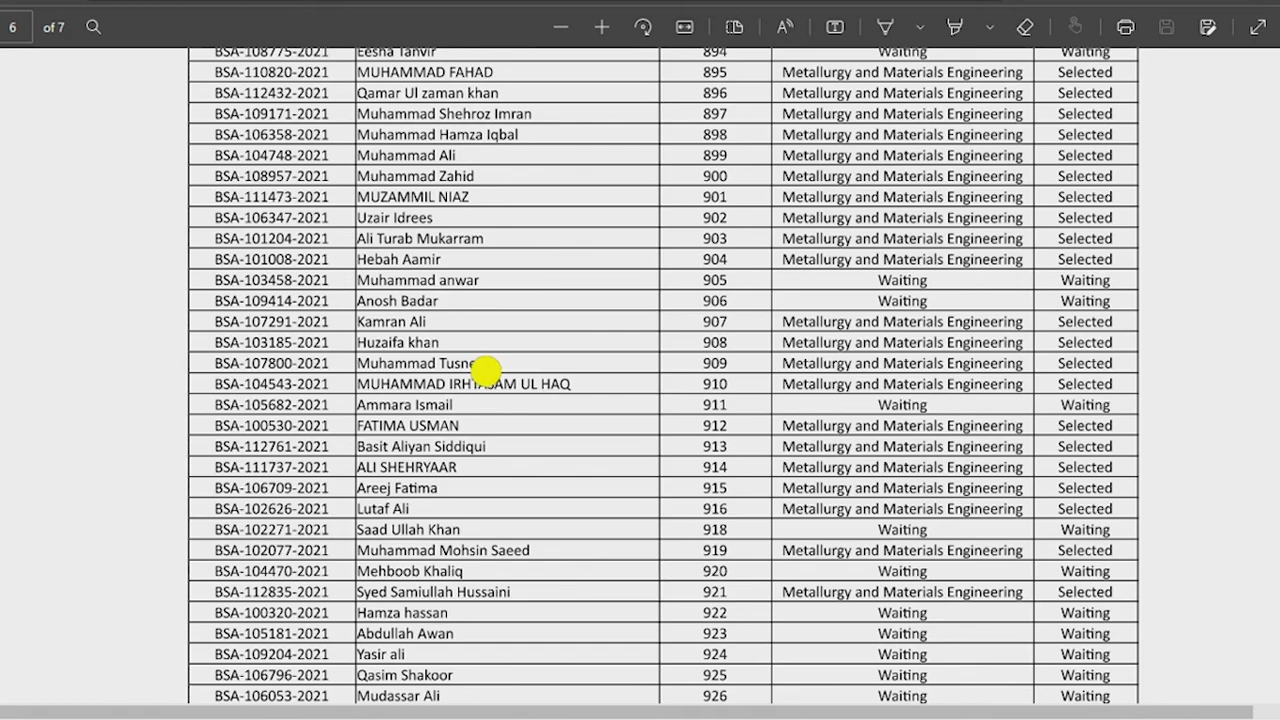 6 of 7
BSA-108775-2021 Eesha Tanvir 894 Waiting Waiting
BSA-110820-2021 MUHAMMAD FAHAD 895 Metallurgy and Materials Engineering Selected
BSA-112432-2021 Qamar Ul zaman khan 896 Metallurgy and Materials Engineering Selected
BSA-109171-2021 Muhammad Shehroz Imran 897 Metallurgy and Materials Engineering Selected
BSA-106358-2021 Muhammad Hamza Iqbal 898 Metallurgy and Materials Engineering Selected
BSA-104748-2021 Muhammad Ali 899 Metallurgy and Materials Engineering Selected
BSA-108957-2021 Muhammad Zahid 900 Metallurgy and Materials Engineering Selected
BSA-111473-2021 MUZAMMIL NIAZ 901 Metallurgy and Materials Engineering Selected
BSA-106347-2021 Uzair Idrees 902 Metallurgy and Materials Engineering Selected
BSA-101204-2021 Ali Turab Mukarram 903 Metallurgy and Materials Engineering Selected
BSA-101008-2021 Hebah Aamir 904 Metallurgy and Materials Engineering Selected
BSA-103458-2021 Muhammad anwar 905 Waiting Waiting
BSA-109414-2021 Anosh Badar 906 Waiting Waiting
BSA-107291-2021 Kamran Ali 907 Metallurgy and Materials Engineering Selected
BSA-103185-2021 Huzaifa khan 908 Metallurgy and Materials Engineering Selected
BSA-107800-2021 Muhammad 909 Metallurgy and Materials Engineering Selected
BSA-104543-2021 MUHAMMAD UL HAQ 910 Metallurgy and Materials Engineering Selected
BSA-105682-2021 Ammara Ismail 911 Waiting Waiting
BSA-100530-2021 FATIMA USMAN 912 Metallurgy and Materials Engineering Selected
BSA-112761-2021 Basit Aliyan Siddiqui 913 Metallurgy and Materials Engineering Selected
BSA-111737-2021 ALI SHEHRYAAR 914 Metallurgy and Materials Engineering Selected
BSA-106709-2021 Areej Fatima 915 Metallurgy and Materials Engineering Selected
BSA-102626-2021 Lutaf Ali 916 Metallurgy and Materials Engineering Selected
BSA-102271-2021 Saad Ullah Khan 918 Waiting Waiting
BSA-102077-2021 Muhammad Mohsin Saeed 919 Metallurgy and Materials Engineering Selected
BSA-104470-2021 Mehboob Khaliq 920 Waiting Waiting
BSA-112835-2021 Syed Samiullah Hussaini 921 Metallurgy and Materials Engineering Selected
BSA-100320-2021 Hamza hassan 922 Waiting Waiting
BSA-105181-2021 Abdullah Awan 923 Waiting Waiting
BSA-109204-2021 Yasir ali 924 Waiting Waiting
BSA-106796-2021 Qasim Shakoor 925 Waiting Waiting
BSA-106053-2021 Mudassar Ali 926 Waiting Waiting